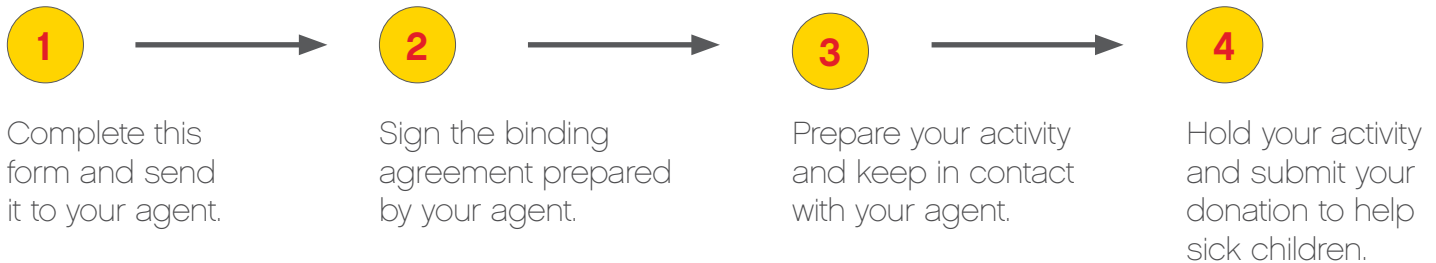 1
Complete this
form and send
it to your agent.
2
Sign the binding
agreement prepared
by your agent.
3
Prepare your activity
and keep in contact
with your agent.
4
Hold your activity
and submit your
donation to help
sick children.